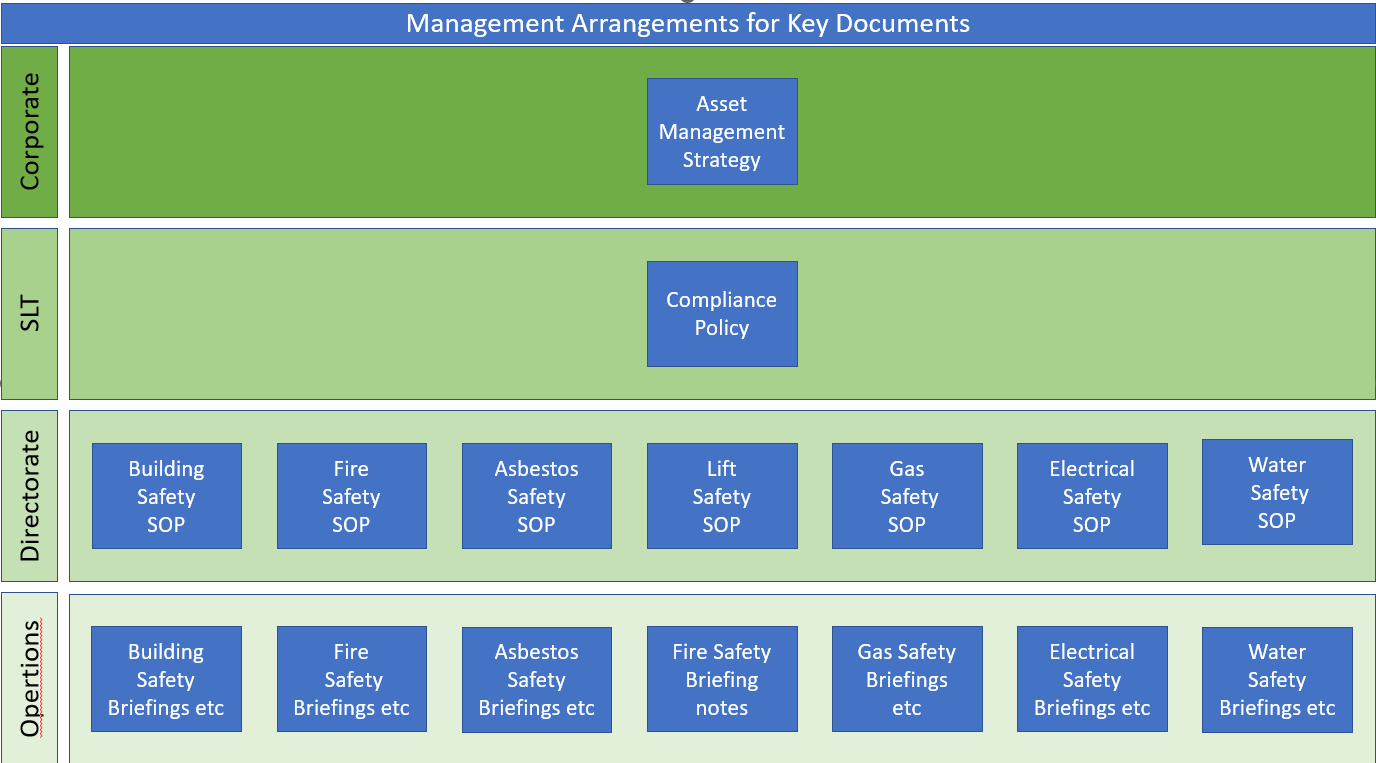 Management Arrangements for Key Documents
Corporate
Asset
Management
Strategy
SLT
Compliance
Policy
Directorate
Building
Safety
SOP
Fire
Safety
SOP
Asbestos
Safety
SOP
Lift
Safety
SOP
Gas
Safety
SOP
Electrical
Safety
SOP
Water
Safety
SOP
Opertions
Building
Safety
Briefings etc
Fire
Safety
Briefings etc
Asbestos
Safety
Briefings etc
Fire Safety
Briefing
notes
Gas Safety
Briefings
etc
Electrical
Safety
Briefings etc
Water
Safety
Briefings etc